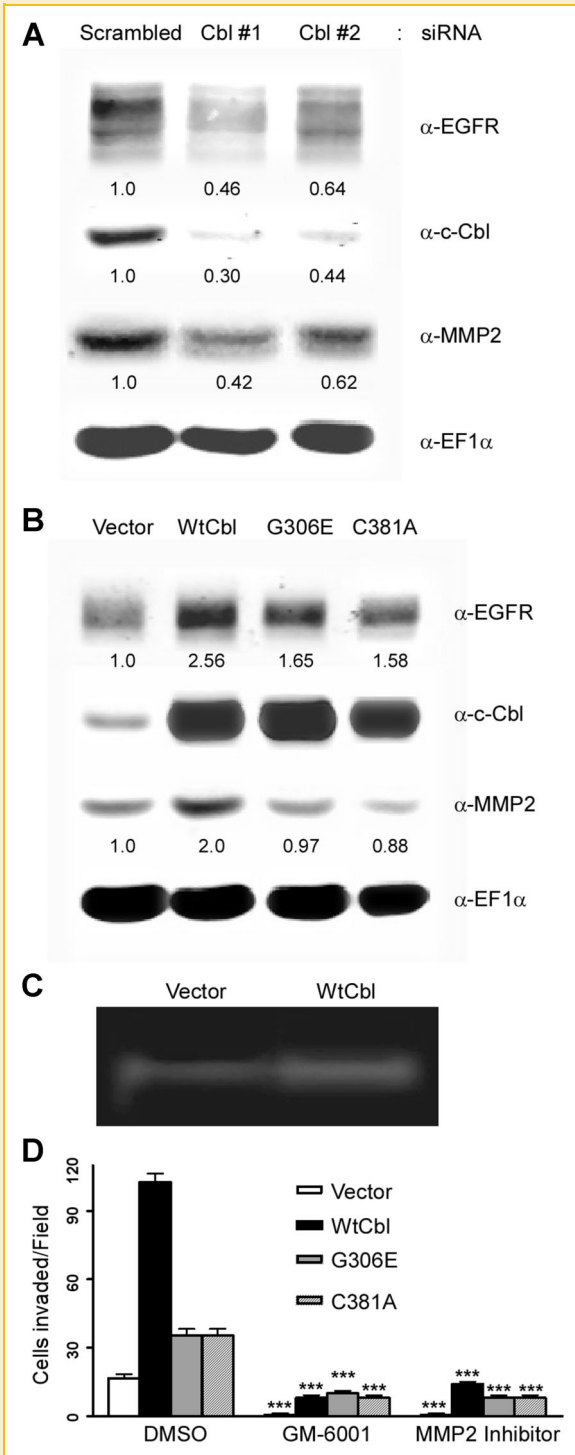 A
Scrambled Cbl #1 Cbl #2 : siRNA
α-EGFR
1.0 0.46 0.64
α-c-Cbl
1.0 0.30 0.44
α-MMP2
1.0 0.42 0.62
α-EF1α
B
Vector WtCbl G306E C381A
α-EGFR
1.0 2.56 1.65 1.58
α-c-Cbl
α-MMP2
1.0 2.0 0.97 0.88
α-EF1α
C
Vector WtCbl
D
Cells invaded/Field
120
90
60
30
0
Vector
WtCbl
G306E
C381A
*** *** *** *** *** *** *** ***
DMSO GM-6001 MMP2 Inhibitor